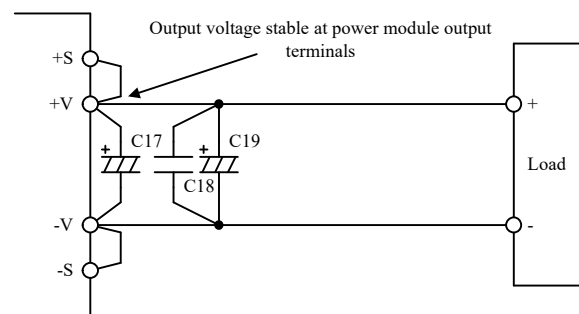 Output voltage stable at power module output
terminals
+S
+V
+
+
C17
+
C19
C18
Load
-V
-
-S